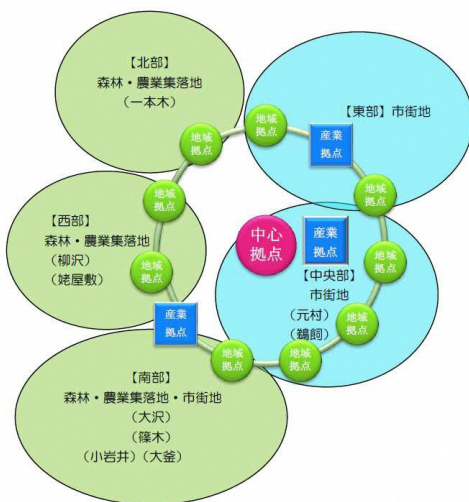 【北部】
森林・農業集落地
（一本木）
【東部】市街地
地域
拠点
地域
拠点
産業
拠点
地域
拠点
地域
拠点
【西部】
森林・農業集落地
（柳沢）
（姥屋敷）
地域
拠点
中心
拠点
産業
拠点
地域
拠点
【中央部】
市街地
（元村）
（鵜飼）
産業
拠点
地域
拠点
地域
拠点
地域
拠点
【南部】
森林・農業集落地・市街地
（大沢）
（篠木）
（小岩井）（大釜）